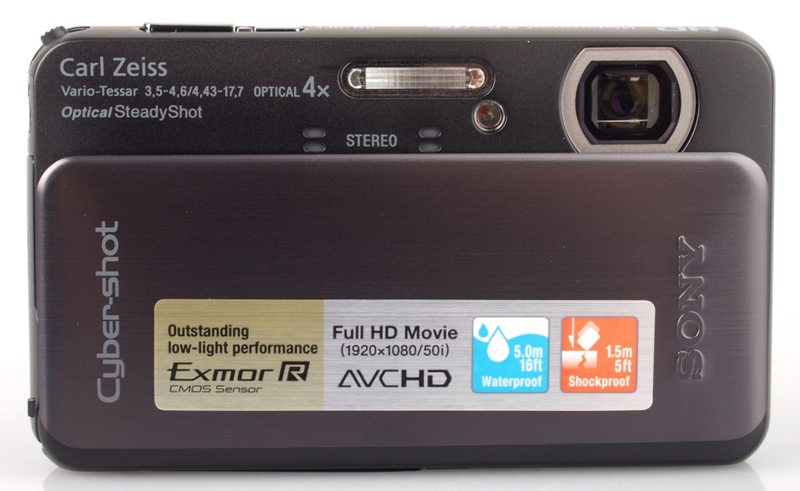 Carl Zeiss
Vario-Tessar 3,5-4,6/4,43-17,7 OPTICAL 4x
Optical SteadyShot
STEREO
Cyber-shot
SONY
Outstanding
low-light performance
Exmor R
CMOS Sensor
Full HD Movie
(1920×1080/50i)
AVCHD
5.0m
16ft
Waterproof
1.5m
5ft
Shockproof